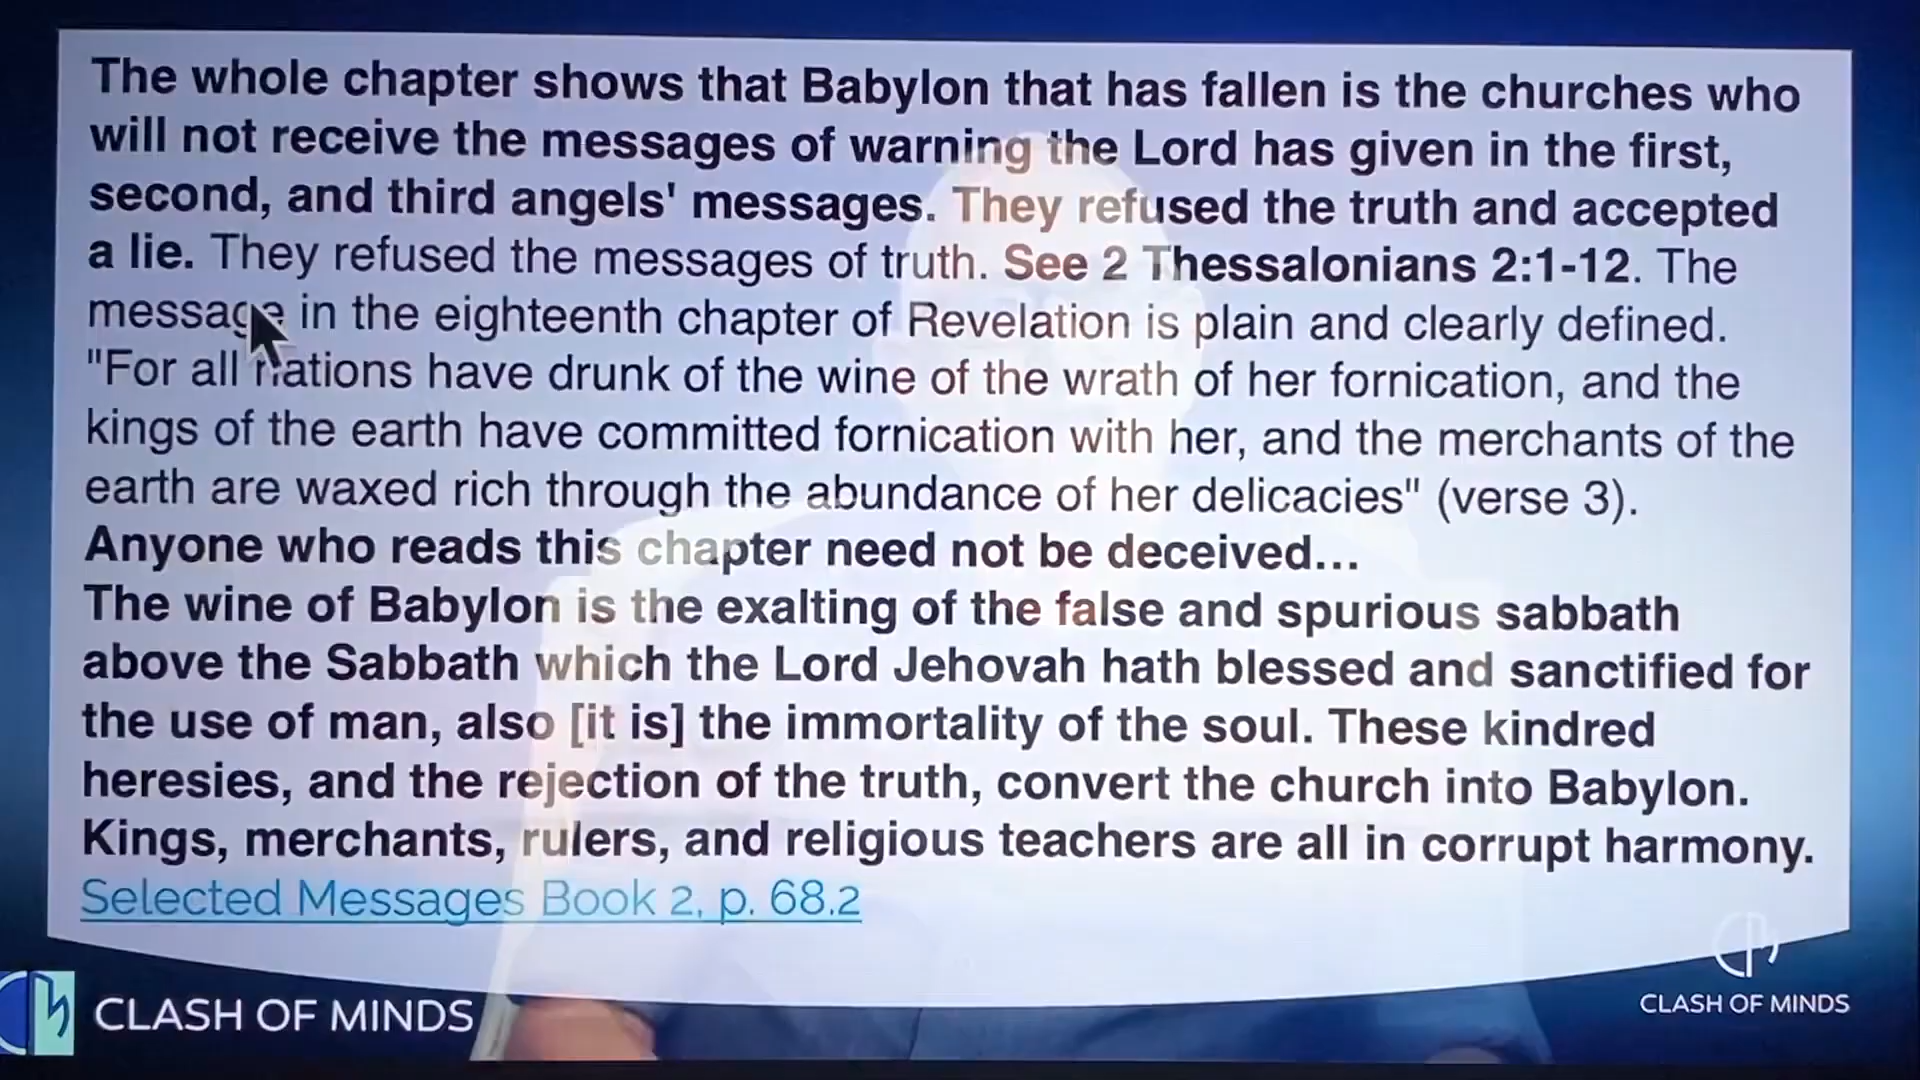 The whole chapter shows that Babylon that has fallen is the churches who
will not receive the messages of warning the Lord has given in the first,
second, and third angels' messages. They refused the truth and accepted
a lie. They refused the messages of truth. See 2 Thessalonians 2:1-12. The
message in the eighteenth chapter of Revelation is plain and clearly defined.
"For all nations have drunk of the wine of the wrath of her fornication, and the
kings of the earth have committed fornication with her, and the merchants of the
earth are waxed rich through the abundance of her delicacies" (verse 3).
Anyone who reads this chapter need not be deceived...
The wine of Babylon is the exalting of the false and spurious sabbath
above the Sabbath which the Lord Jehovah hath blessed and sanctified for
the use of man, also [it is] the immortality of the soul. These kindred
heresies, and the rejection of the truth, convert the church into Babylon.
Kings, merchants, rulers, and religious teachers are all in corrupt harmony.
Selected Messages Book 2, p. 68.2
CLASH OF MINDS
CLASH OF MINDS